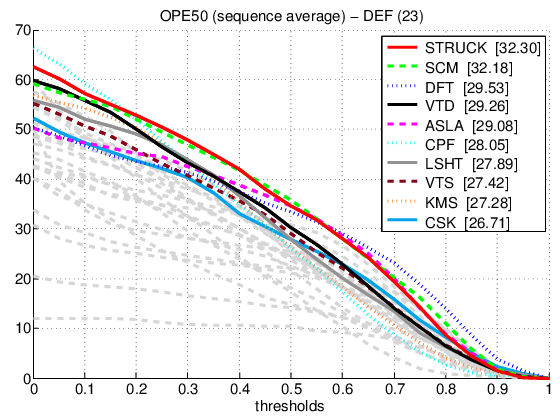 OPE50 (sequence average) − DEF (23)
70
60
50
40
30
20
10
0
STRUCK [32.30]
SCM [32.18]
DFT [29.53]
VTD [29.26]
ASLA [29.08]
CPF [28.05]
LSHT [27.89]
VTS [27.42]
KMS [27.28]
CSK [26.71]
0 0.1 0.2 0.3 0.4 0.5 0.6 0.7 0.8 0.9 1
thresholds